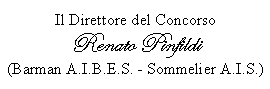 Il Direttore del Concorso
Renato Pinfildi
(Barman A.I.B.E.S. - Sommelier A.I.S.)